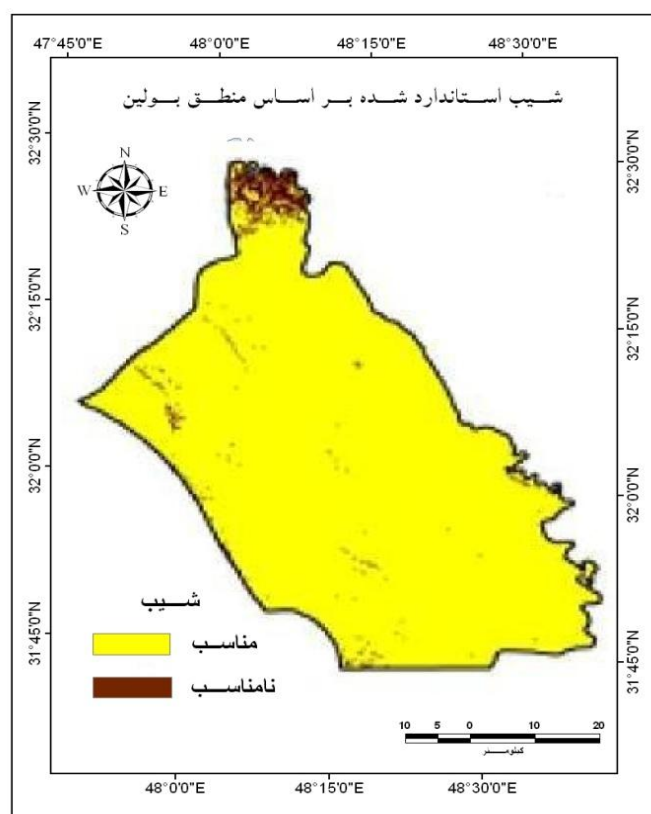 47°45'0"E 48°0'0"E 48°15'0"E 48°30'0"E
شیب استاندارد شده بر اساس منطق بولین
32°30'0"N
32°30'0"N
N
W E
S
32°15'0"N
32°15'0"N
32°0'0"N
32°0'0"N
شیب
مناسب
نامناسب
31°45'0"N
31°45'0"N
10 5 0 10 20
کیلومتر
48°0'0"E 48°15'0"E 48°30'0"E